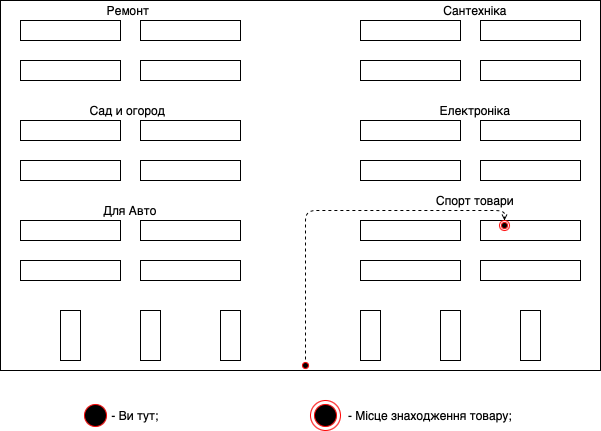 Ремонт
Сантехніка
Сад и огород
Електроніка
Спорт товари
Для Авто
- Ви тут;
- Місце знаходження товару;